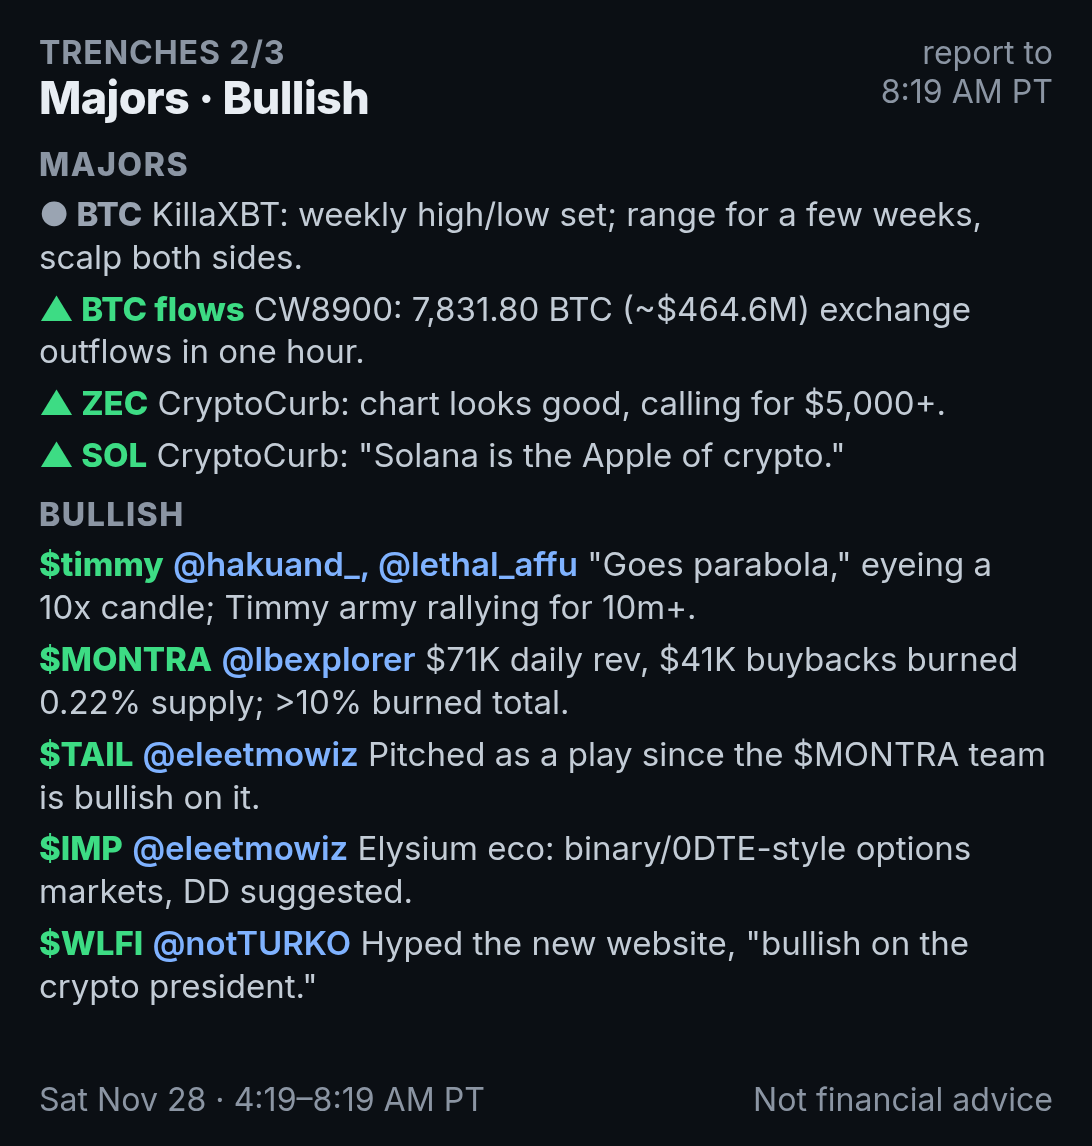 TRENCHES 2/3
report to
8:19 AM PT
Majors · Bullish
MAJORS
● BTC KillaXBT: weekly high/low set; range for a few weeks,
scalp both sides.
▲ BTC flows CW8900: 7,831.80 BTC (~$464.6M) exchange
outflows in one hour.
▲ ZEC CryptoCurb: chart looks good, calling for $5,000+.
▲ SOL CryptoCurb: "Solana is the Apple of crypto."
BULLISH
$timmy @hakuand_, @lethal_affu "Goes parabola," eyeing a
10x candle; Timmy army rallying for 10m+.
$MONTRA @lbexplorer $71K daily rev, $41K buybacks burned
0.22% supply; >10% burned total.
$TAIL @eleetmowiz Pitched as a play since the $MONTRA team
is bullish on it.
$IMP @eleetmowiz Elysium eco: binary/0DTE-style options
markets, DD suggested.
$WLFI @notTURKO Hyped the new website, "bullish on the
crypto president."
Sat Nov 28 · 4:19–8:19 AM PT
Not financial advice